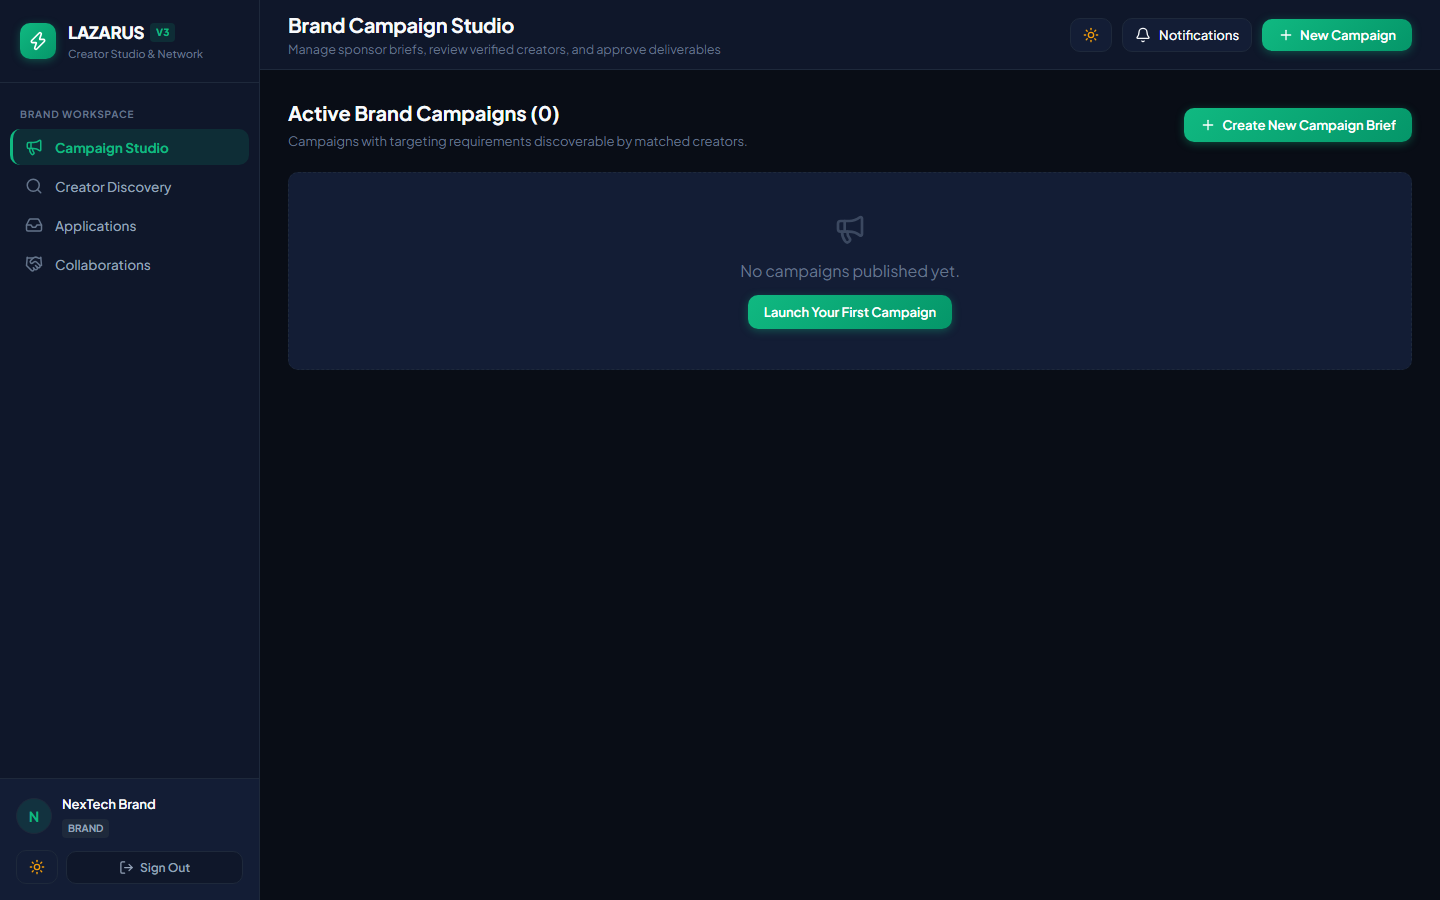 LAZARUS V3
Creator Studio & Network
BRAND WORKSPACE
Campaign Studio
Creator Discovery
Applications
Collaborations
NexTech Brand
N
BRAND
Sign Out
Brand Campaign Studio
Manage sponsor briefs, review verified creators, and approve deliverables
Notifications
New Campaign
Active Brand Campaigns (0)
Campaigns with targeting requirements discoverable by matched creators.
Create New Campaign Brief
No campaigns published yet.
Launch Your First Campaign